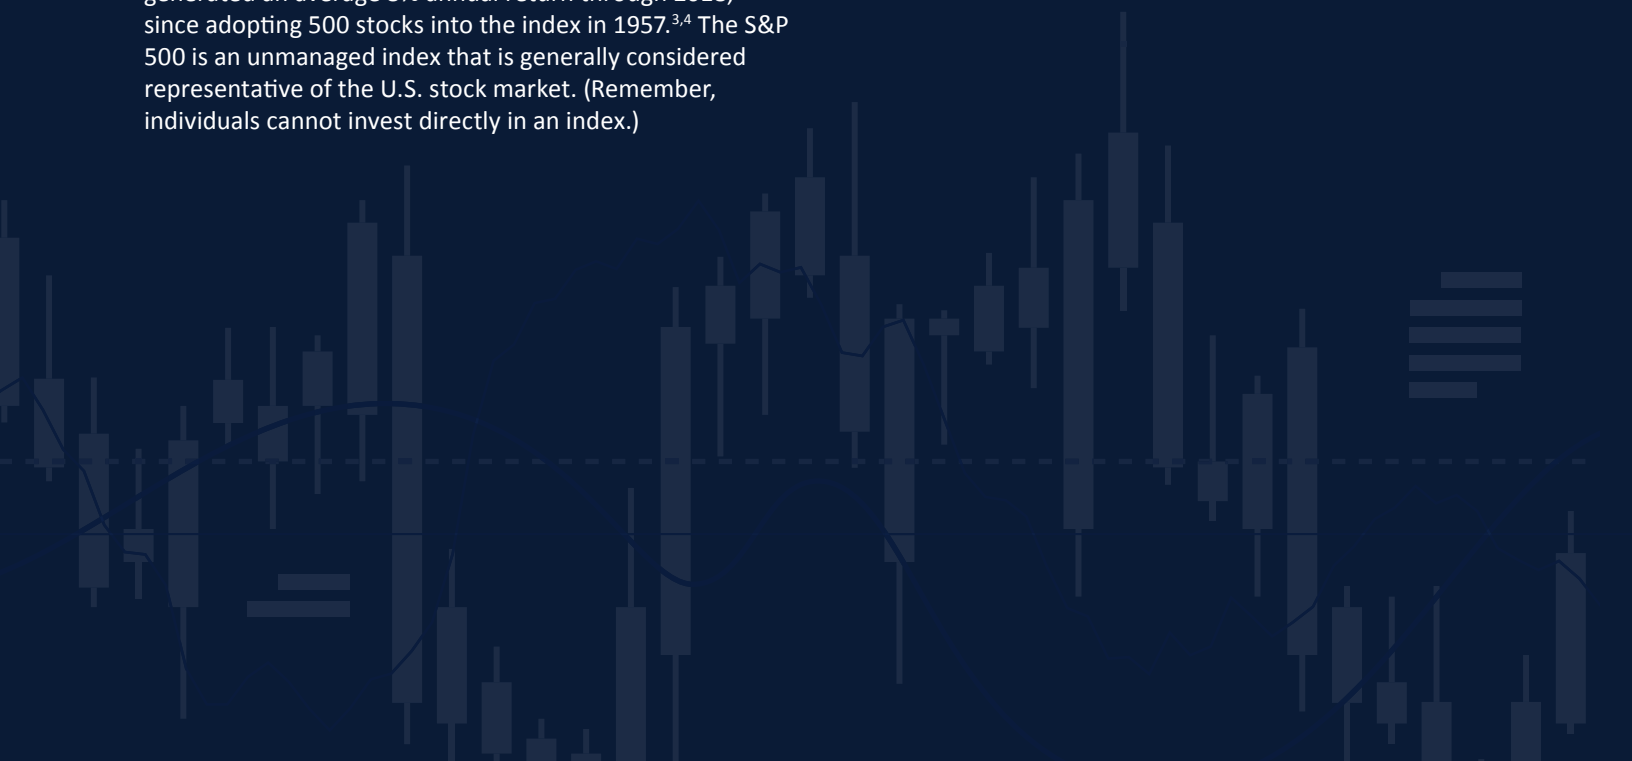 since adopting 500 stocks into the index in 1957.³,⁴ The S&P
500 is an unmanaged index that is generally considered
representative of the U.S. stock market. (Remember,
individuals cannot invest directly in an index.)